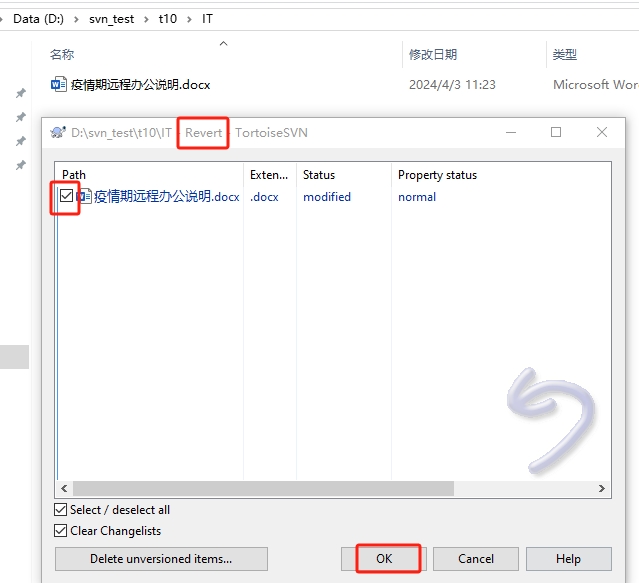 Data (D:) › svn_test › t10 › IT
名称 修改日期 类型
疫情期远程办公说明.docx 2024/4/3 11:23 Microsoft Wor
D:\svn_test\t10\IT - Revert - TortoiseSVN
Path Exten... Status Property status
疫情期远程办公说明.docx .docx modified normal
Select / deselect all
Clear Changelists
Delete unversioned items... OK Cancel Help